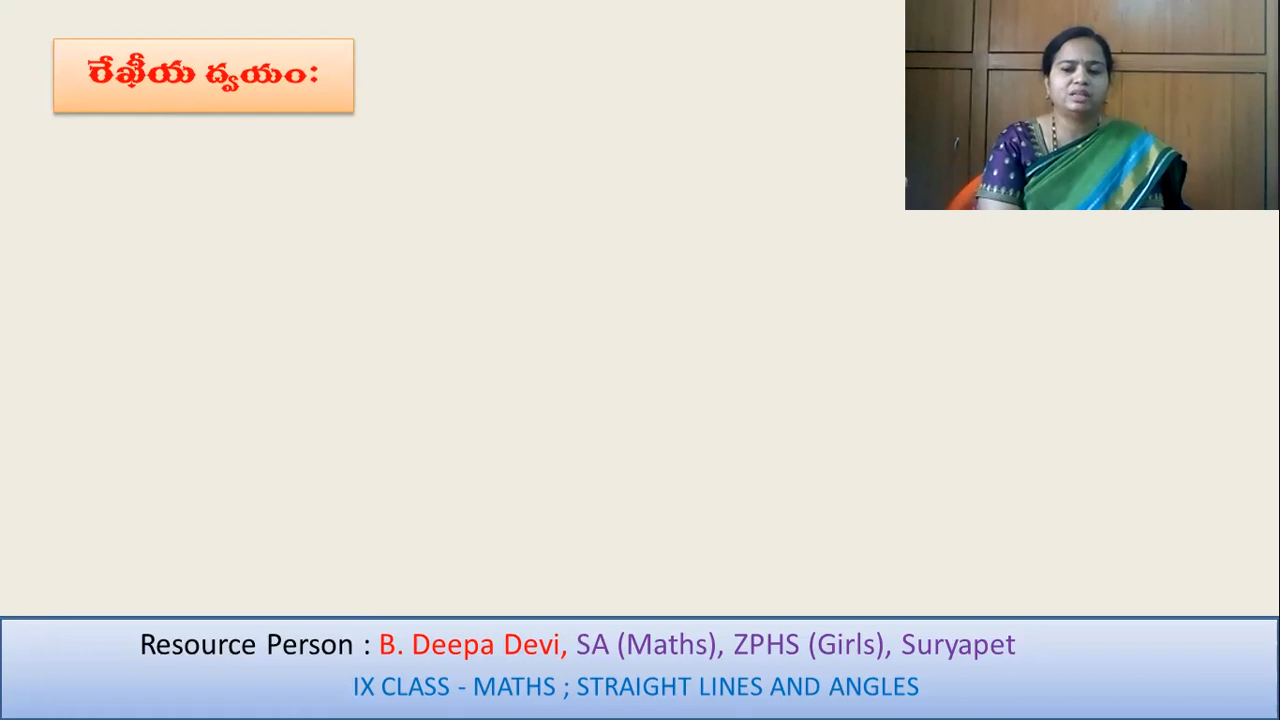 రేఖీయ ద్వయం:
Resource Person : B. Deepa Devi, SA (Maths), ZPHS (Girls), Suryapet
IX CLASS - MATHS ; STRAIGHT LINES AND ANGLES